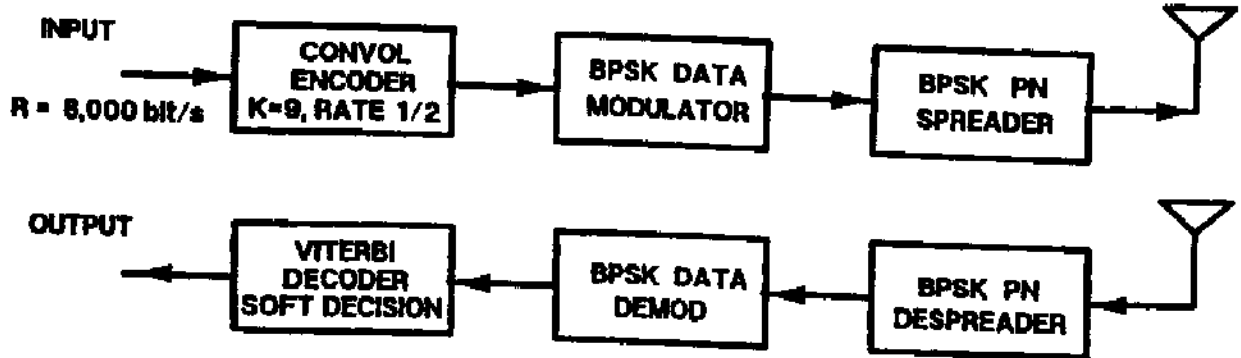 INPUT
R = 8,000 bit/s
CONVOL
ENCODER
K=9, RATE 1/2
BPSK DATA
MODULATOR
BPSK PN
SPREADER
OUTPUT
VITERBI
DECODER
SOFT DECISION
BPSK DATA
DEMOD
BPSK PN
DESPREADER